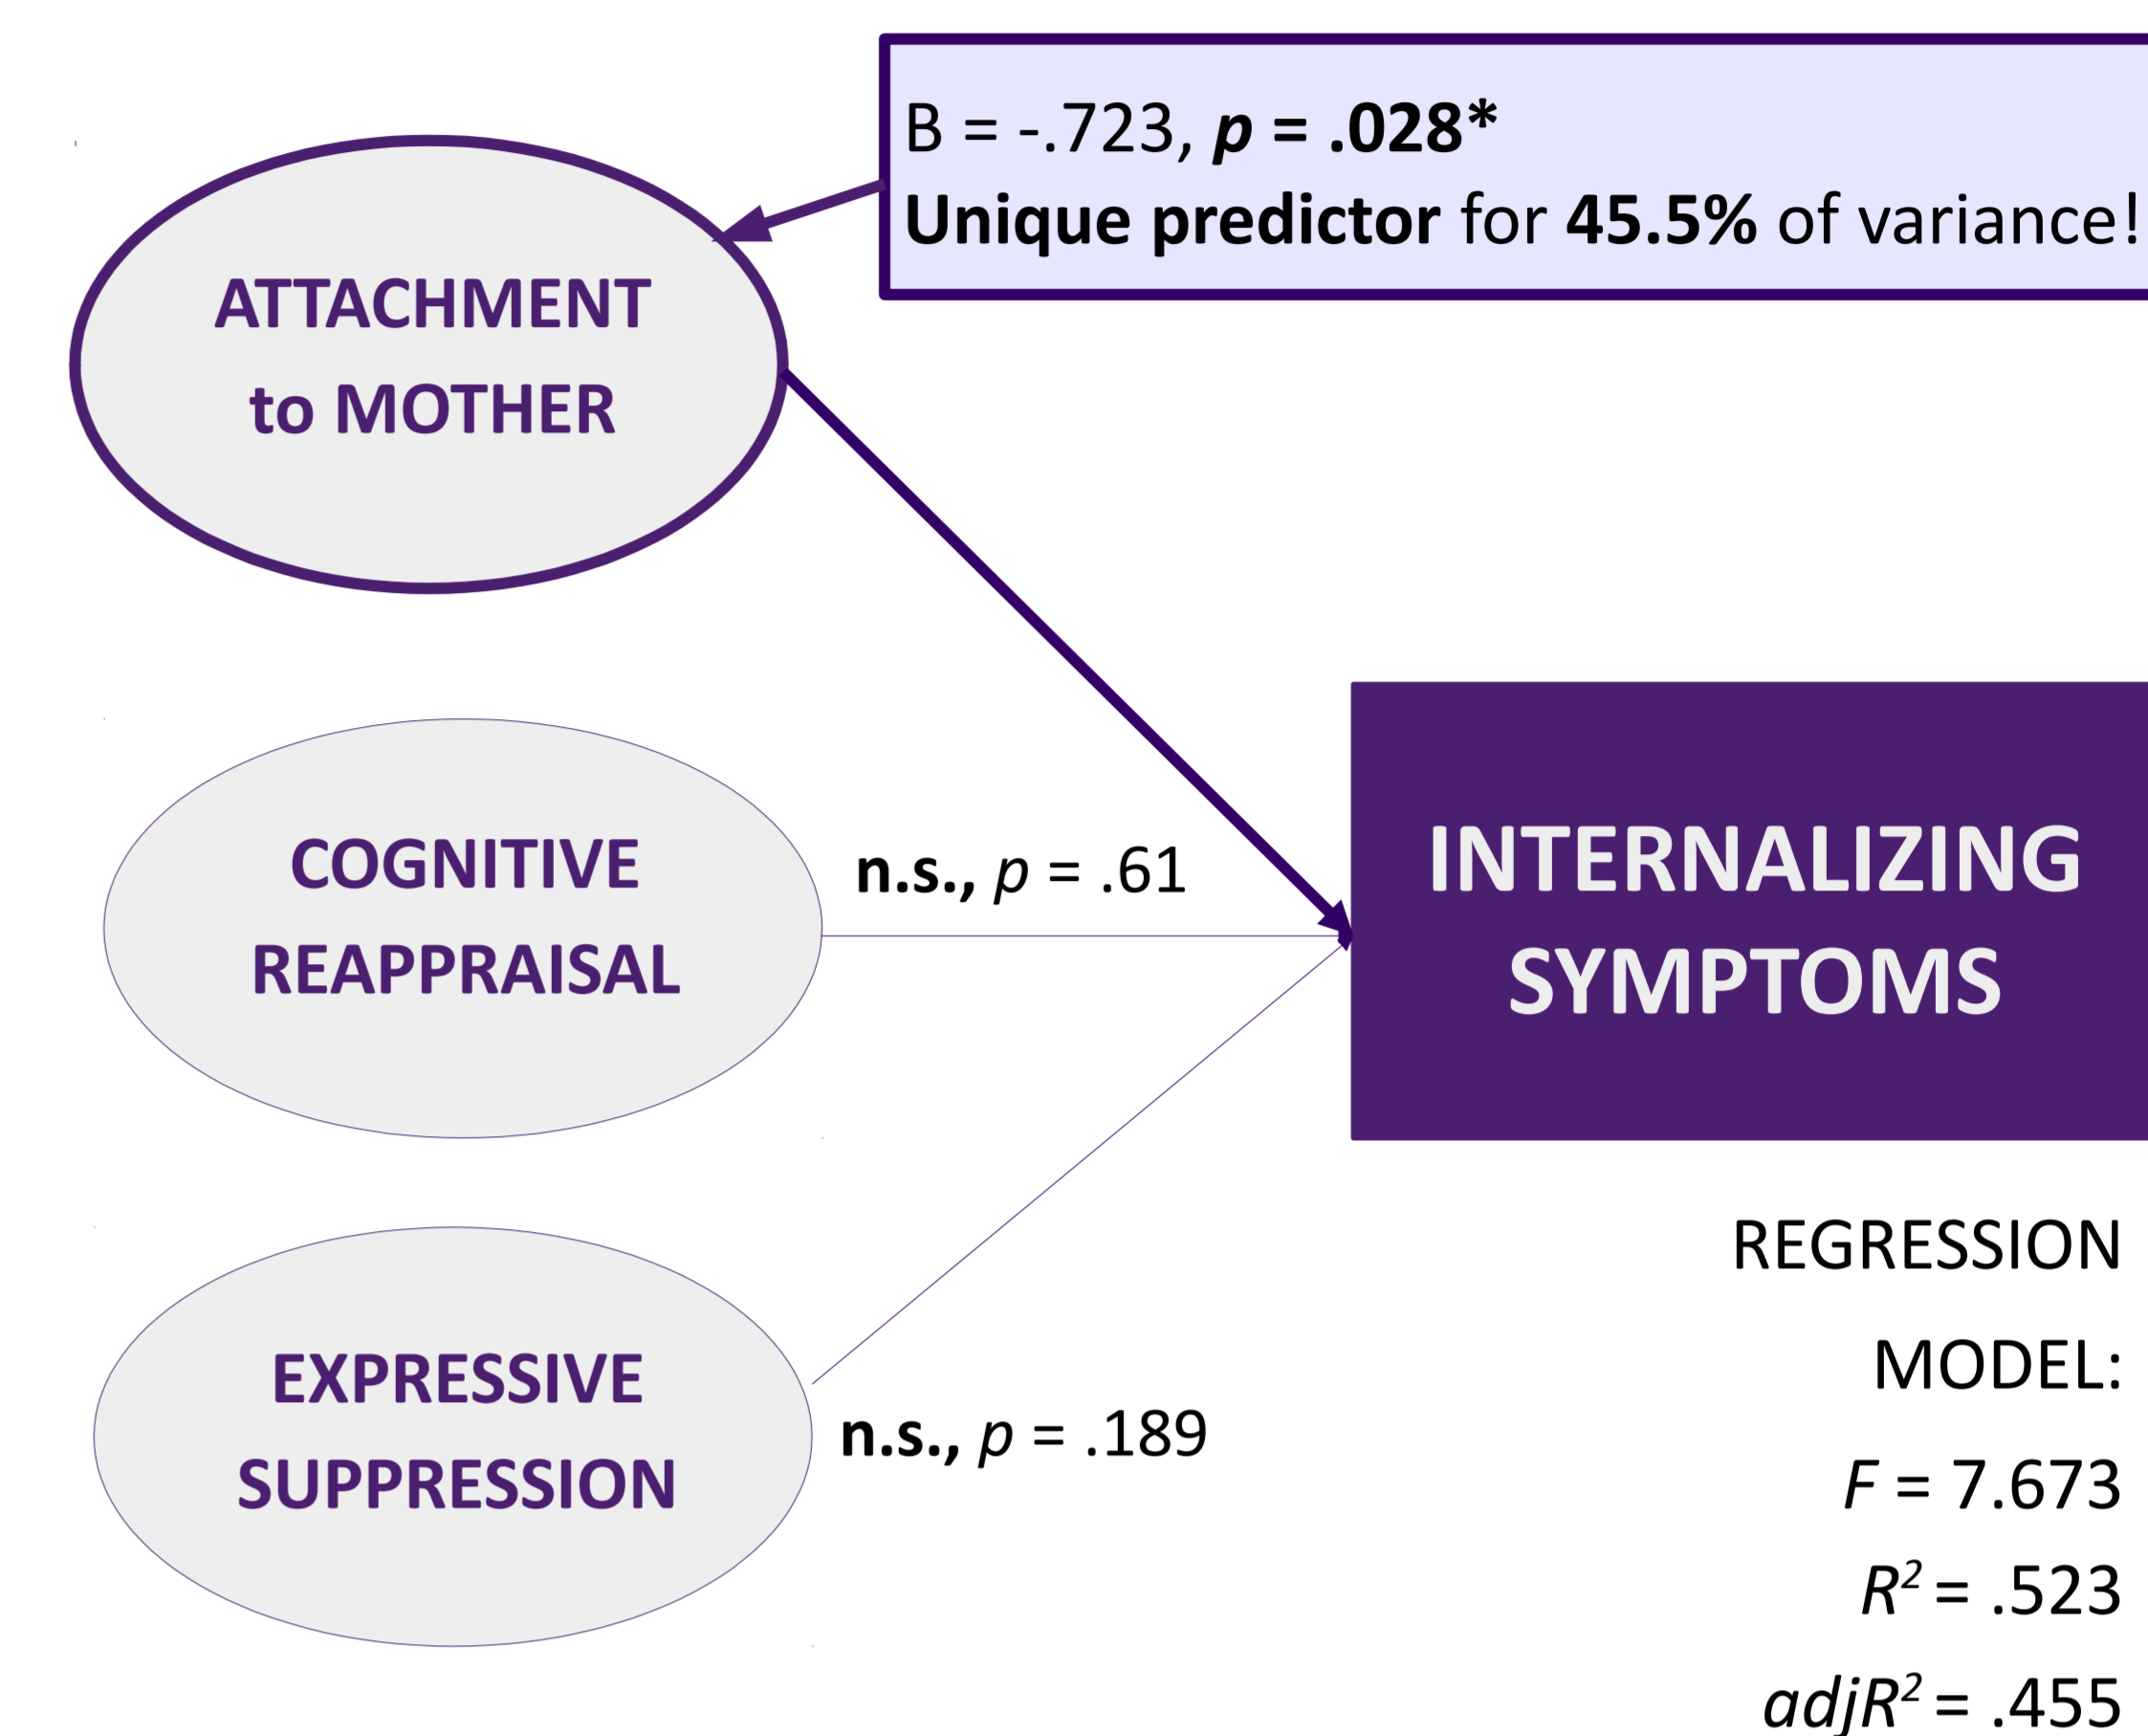 B = -.723, p = .028*
Unique predictor for 45.5% of variance!
ATTACHMENT
to MOTHER
COGNITIVE
REAPPRAISAL
n.s., p = .61
INTERNALIZING
SYMPTOMS
EXPRESSIVE
SUPPRESSION
n.s., p = .189
REGRESSION
MODEL:
F = 7.673
R² = .523
adjR² = .455